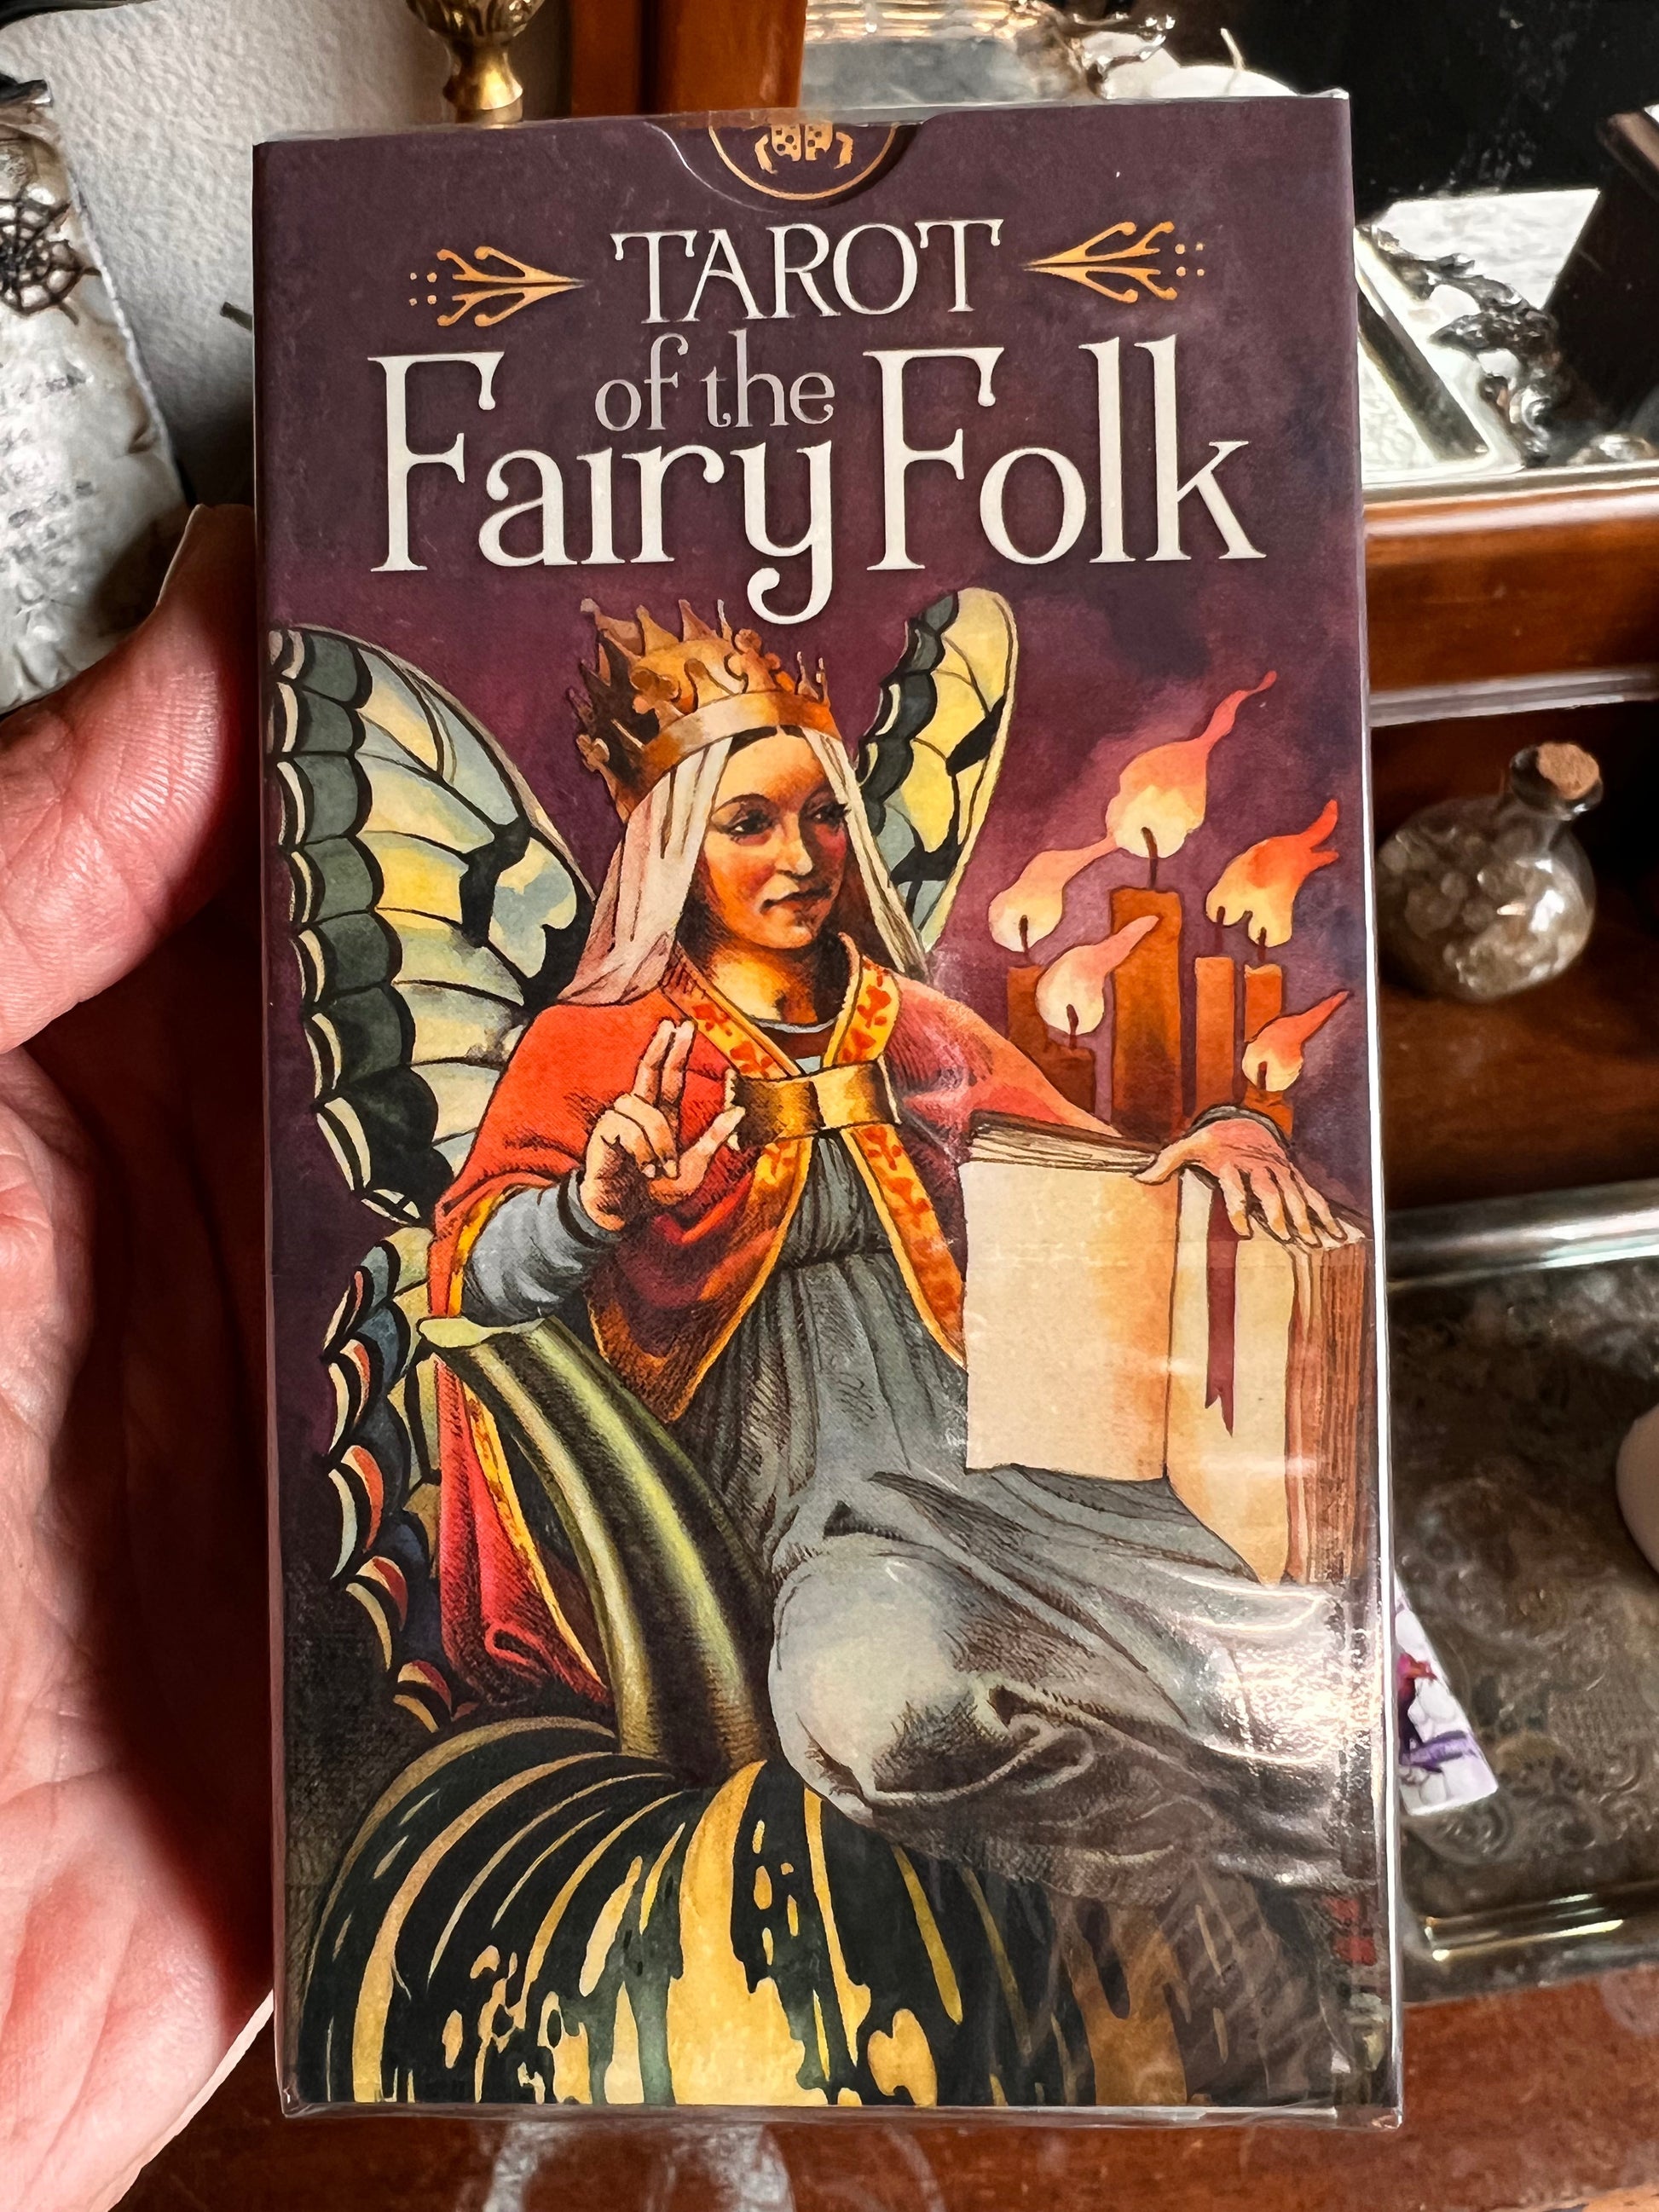 TAROT
of the
Fairy Folk